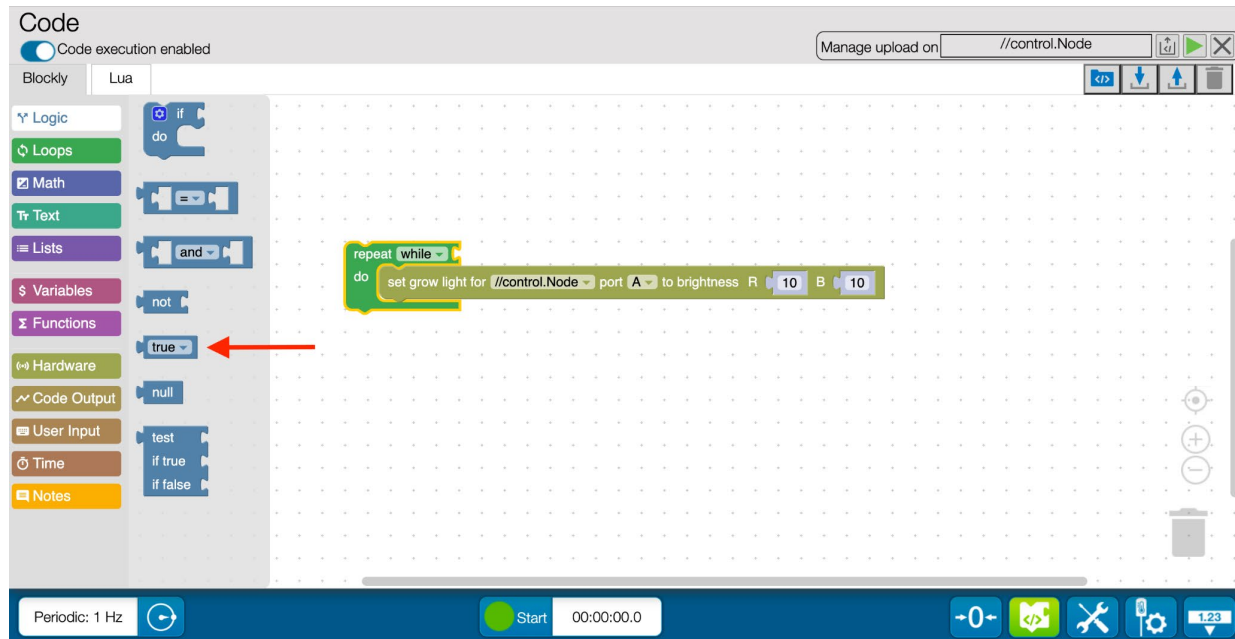 Code
Code execution enabled
Manage upload on //control.Node
Blockly Lua
Logic
Loops
Math
Text
Lists
Variables
Functions
Hardware
Code Output
User Input
Time
Notes
if
do
=
and
not
true
null
test
if true
if false
repeat while
do set grow light for //control.Node port A to brightness R 10 B 10
Periodic: 1 Hz
Start 00:00:00.0
→0←
</>
1.23